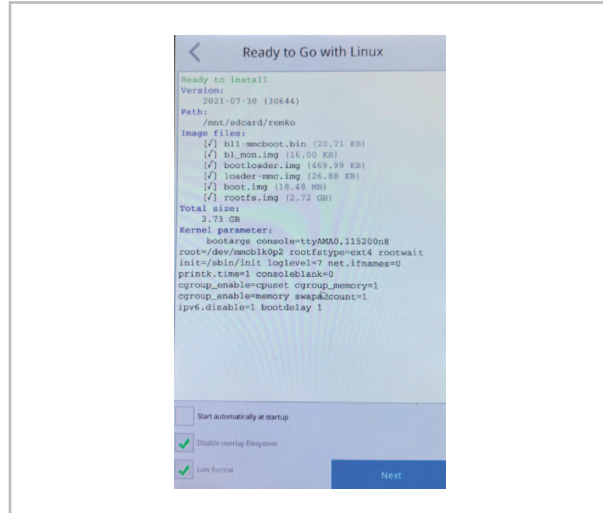 Ready to Go with Linux
Ready to install
Version:
2021-07-30 (30644)
Path:
/mnt/sdcard/remko
Image files:
[√] bl1-mmcboot.bin (20.71 KB)
[√] bl_mon.img (16.00 KB)
[√] bootloader.img (469.99 KB)
[√] loader-mmc.img (26.88 KB)
[√] boot.img (18.48 MB)
[√] rootfs.img (2.72 GB)
Total size:
2.73 GB
Kernel parameter:
bootargs console=ttyAMA0,115200n8
root=/dev/mmcblk0p2 rootfstype=ext4 rootwait
init=/sbin/init loglevel=7 net.ifnames=0
printk.time=1 consoleblank=0
cgroup_enable=cpuset cgroup_memory=1
cgroup_enable=memory swapaccount=1
ipv6.disable=1 bootdelay 1
Start automatically at startup
Disable overlay filesystem
Low format
Next